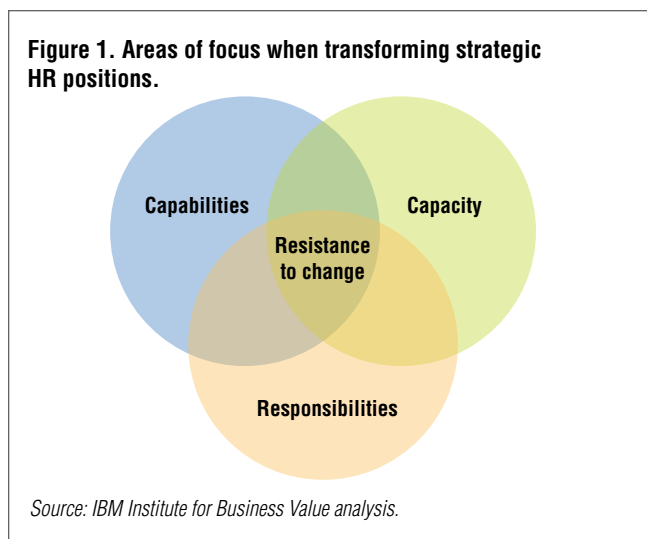 Figure 1. Areas of focus when transforming strategic
HR positions.
Capabilities
Capacity
Resistance
to change
Responsibilities
Source: IBM Institute for Business Value analysis.